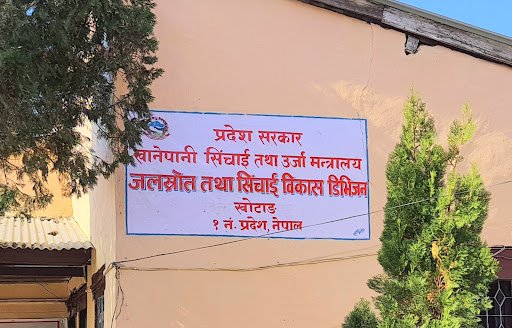 प्रदेश सरकार
खानेपानी सिंचाई तथा उर्जा मन्त्रालय
जलस्रोत तथा सिंचाई विकास डिभिजन
खोटाङ
१ नं. प्रदेश, नेपाल